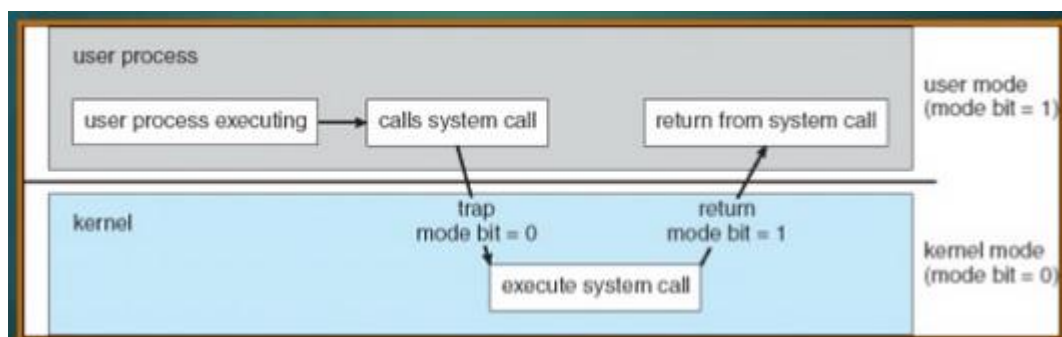 user process
user process executing
calls system call
return from system call
user mode
(mode bit = 1)
kernel
trap
mode bit = 0
return
mode bit = 1
execute system call
kernel mode
(mode bit = 0)